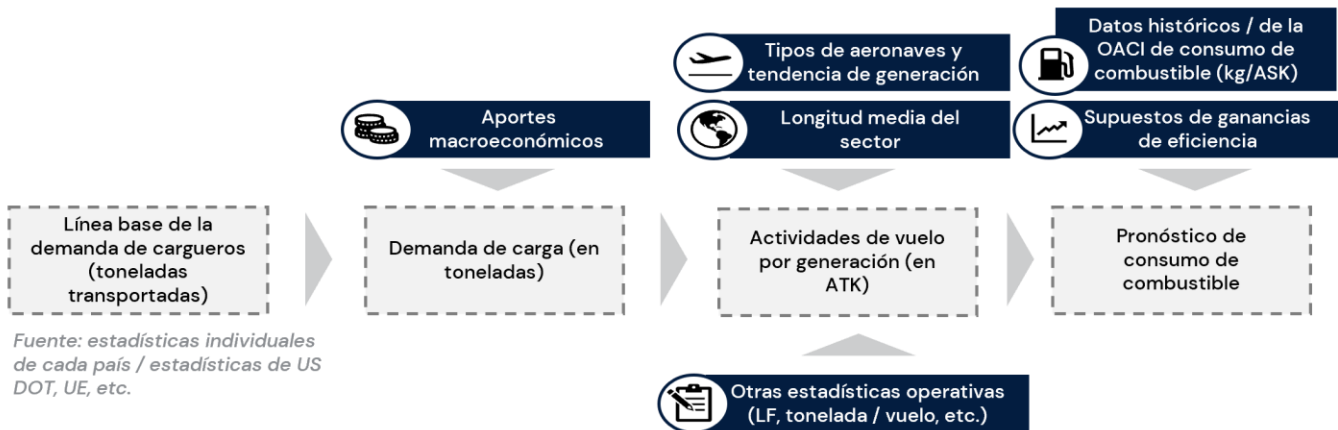 Datos históricos / de la
OACI de consumo de
combustible (kg/ASK)
Tipos de aeronaves y
tendencia de generación
Aportes
macroeconómicos
Longitud media del
sector
Supuestos de ganancias
de eficiencia
Línea base de la
demanda de cargueros
(toneladas
transportadas)
Demanda de carga (en
toneladas)
Actividades de vuelo
por generación (en
ATK)
Pronóstico de
consumo de
combustible
Fuente: estadísticas individuales
de cada país / estadísticas de US
DOT, UE, etc.
Otras estadísticas operativas
(LF, tonelada / vuelo, etc.)